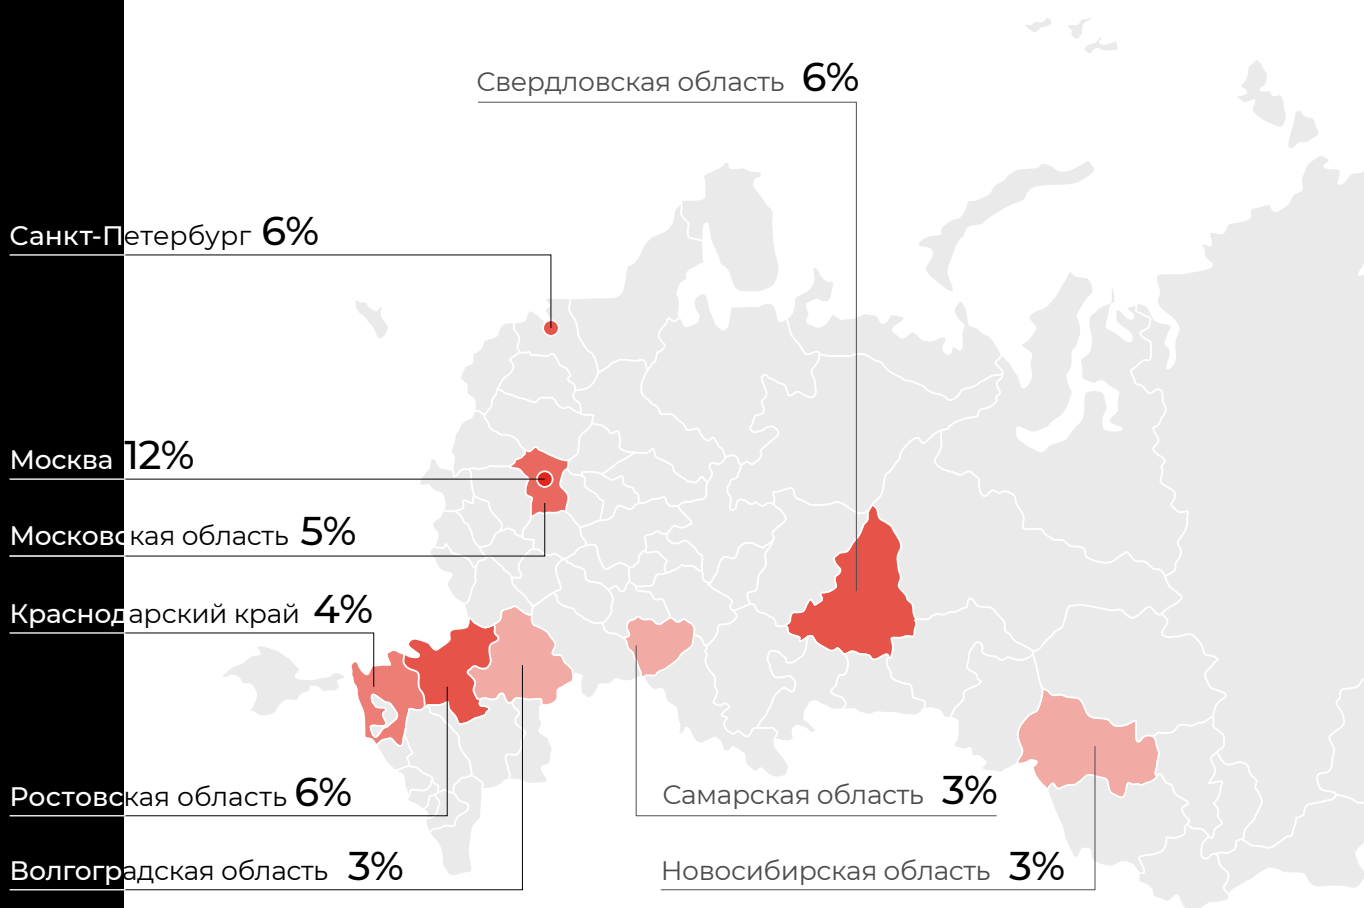 Свердловская область 6%
Санкт-Петербург 6%
Москва 12%
Московская область 5%
Краснодарский край 4%
Ростовская область 6%
Самарская область 3%
Волгоградская область 3%
Новосибирская область 3%